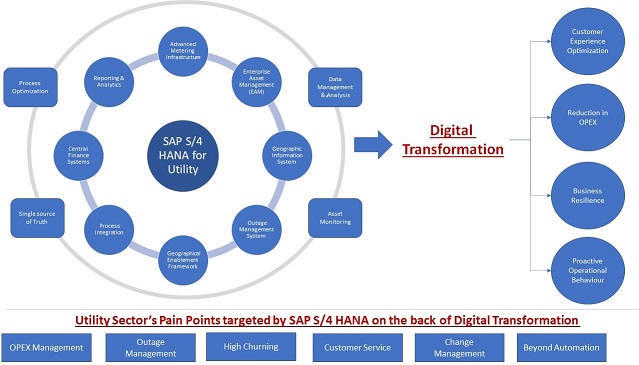 Advanced
Metering
Infrastructure
Reporting &
Analytics
Enterprise
Asset
Management
(EAM)
Process
Optimization
Data
Management
& Analysis
Central
Finance
Systems
SAP S/4
HANA for
Utility
Geographic
Information
System
Single source
of Truth
Process
Integration
Outage
Management
System
Asset
Monitoring
Geographical
Enablement
Framework
Digital
Transformation
Customer
Experience
Optimization
Reduction in
OPEX
Business
Resilience
Proactive
Operational
Behaviour
Utility Sector's Pain Points targeted by SAP S/4 HANA on the back of Digital Transformation
OPEX Management
Outage
Management
High Churning
Customer Service
Change
Management
Beyond Automation